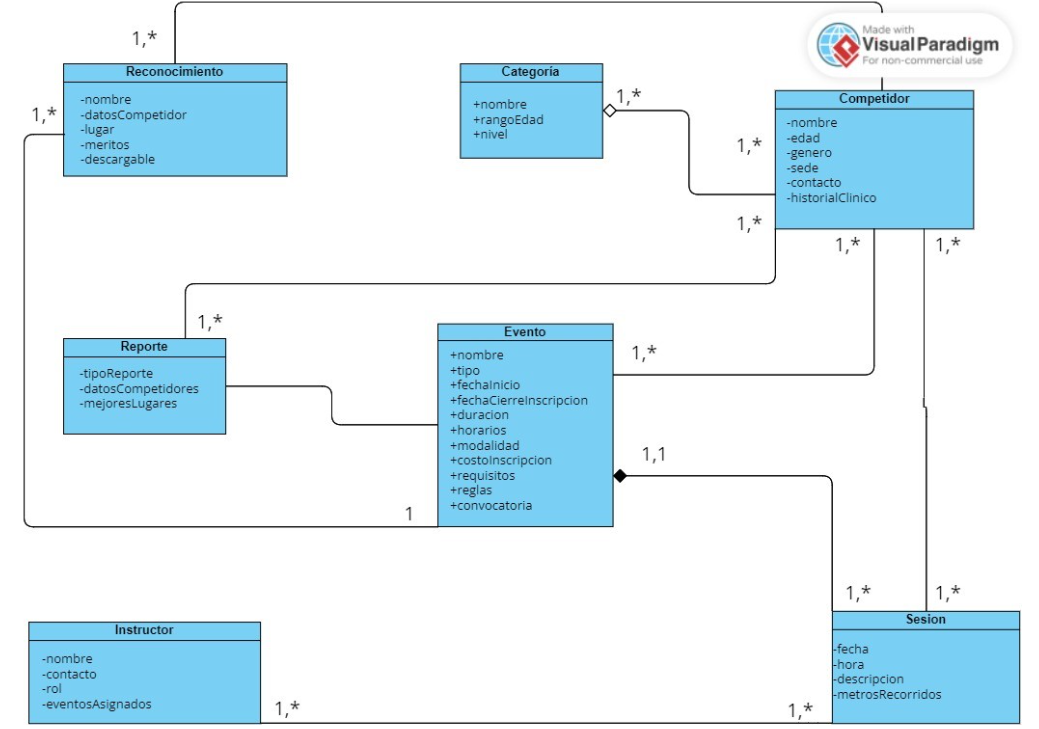 Made with
Visual Paradigm
For non-commercial use
1,*
Reconocimiento
-nombre
-datosCompetidor
-lugar
-meritos
-descargable
1,*
Categoría
+nombre
+rangoEdad
+nivel
1,*
Competidor
-nombre
-edad
-genero
-sede
-contacto
-historialClinico
1,*
1,*
1,*
1,*
1,*
Reporte
-tipoReporte
-datosCompetidores
-mejoresLugares
Evento
+nombre
+tipo
+fechaInicio
+fechaCierreInscripcion
+duracion
+horarios
+modalidad
+costoInscripcion
+requisitos
+reglas
+convocatoria
1,*
1,1
1
1,*
1,*
Instructor
-nombre
-contacto
-rol
-eventosAsignados
1,*
Sesion
-fecha
-hora
-descripcion
-metrosRecorridos
1,*